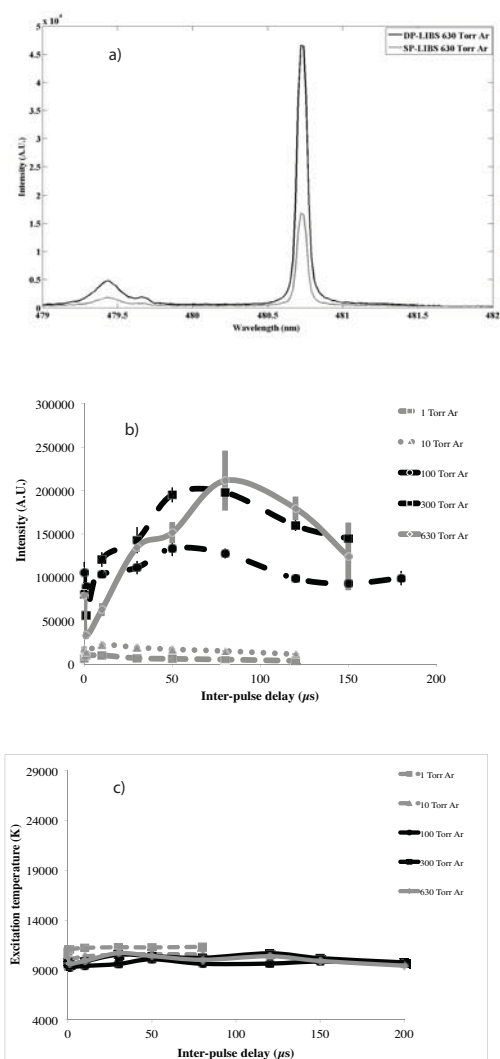 x 10⁴
5
4.5
4
3.5
3
2.5
2
1.5
1
0.5
0
Intensity (A.U.)
a)
DP-LIBS 630 Torr Ar
SP-LIBS 630 Torr Ar
479 479.5 480 480.5 481 481.5 482
Wavelength (nm)
b)
300000
250000
200000
150000
100000
50000
0
Intensity (A.U.)
1 Torr Ar
10 Torr Ar
100 Torr Ar
300 Torr Ar
630 Torr Ar
0 50 100 150 200
Inter-pulse delay (µs)
c)
29000
24000
19000
14000
9000
4000
Excitation temperature (K)
1 Torr Ar
10 Torr Ar
100 Torr Ar
300 Torr Ar
630 Torr Ar
0 50 100 150 200
Inter-pulse delay (µs)